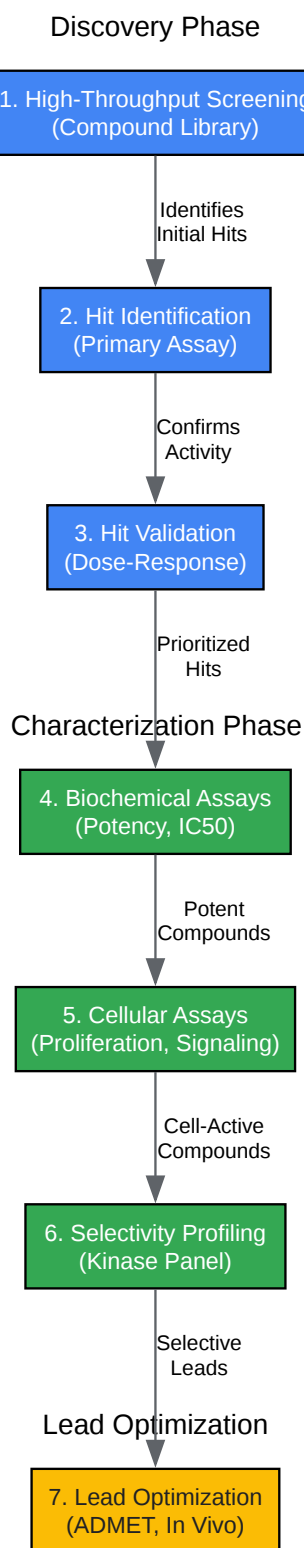 Discovery Phase
1. High-Throughput Screening
(Compound Library)
Identifies
Initial Hits
2. Hit Identification
(Primary Assay)
Confirms
Activity
3. Hit Validation
(Dose-Response)
Prioritized
Hits
Characterization Phase
4. Biochemical Assays
(Potency, IC50)
Potent
Compounds
5. Cellular Assays
(Proliferation, Signaling)
Cell-Active
Compounds
6. Selectivity Profiling
(Kinase Panel)
Selective
Leads
Lead Optimization
7. Lead Optimization
(ADMET, In Vivo)